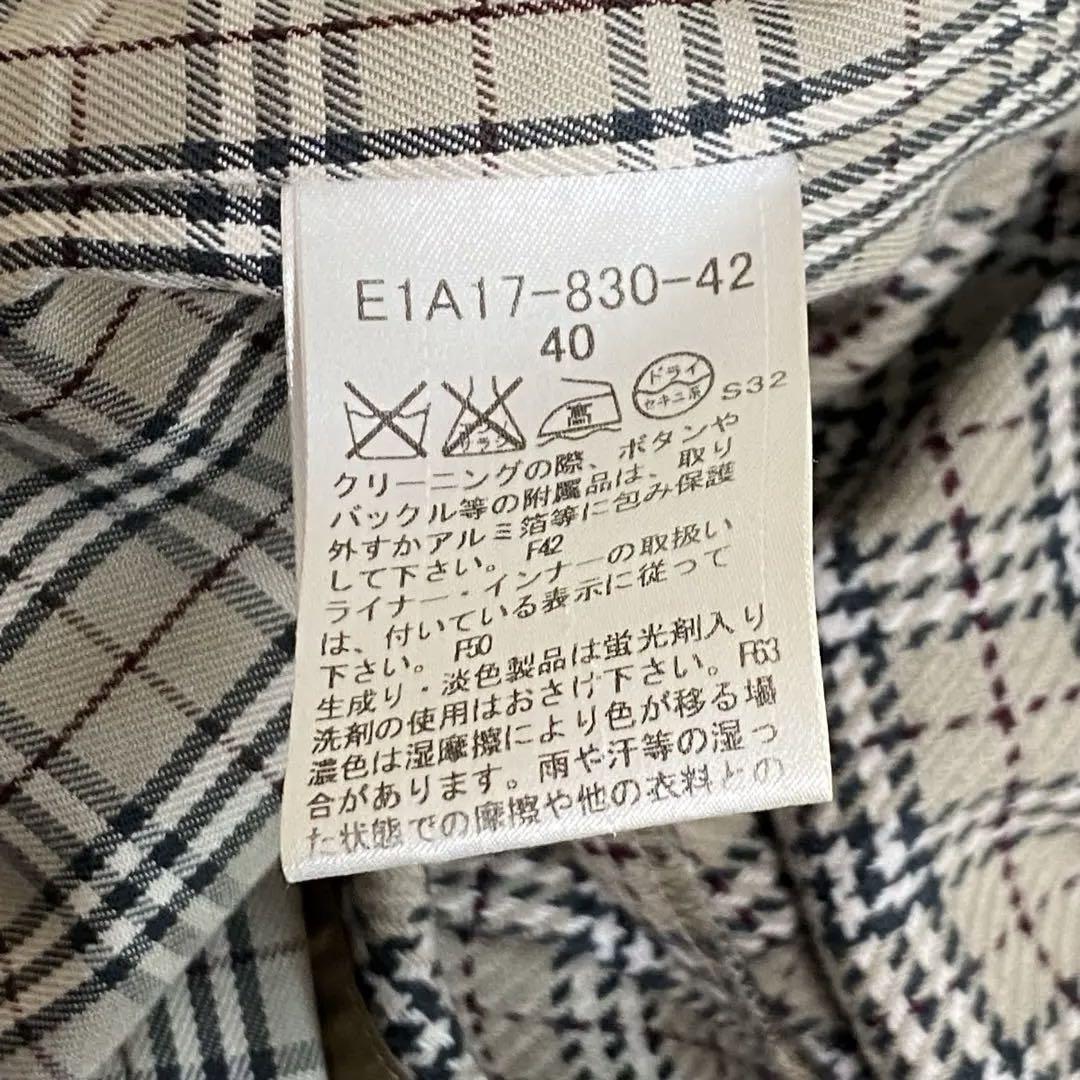 E1A17-830-42
40
高 ドライ セキユ系 S32
クリーニングの際、ボタンや
バックル等の附属品は、取り
外すかアルミ箔等に包み保護
して下さい。 F42
ライナー・インナーの取扱い
は、付いている表示に従って
下さい。 F50
生成り・淡色製品は蛍光剤入り
洗剤の使用はおさけ下さい。F63
濃色は湿摩擦により色が移る場
合があります。雨や汗等の湿っ
た状態での摩擦や他の衣料との